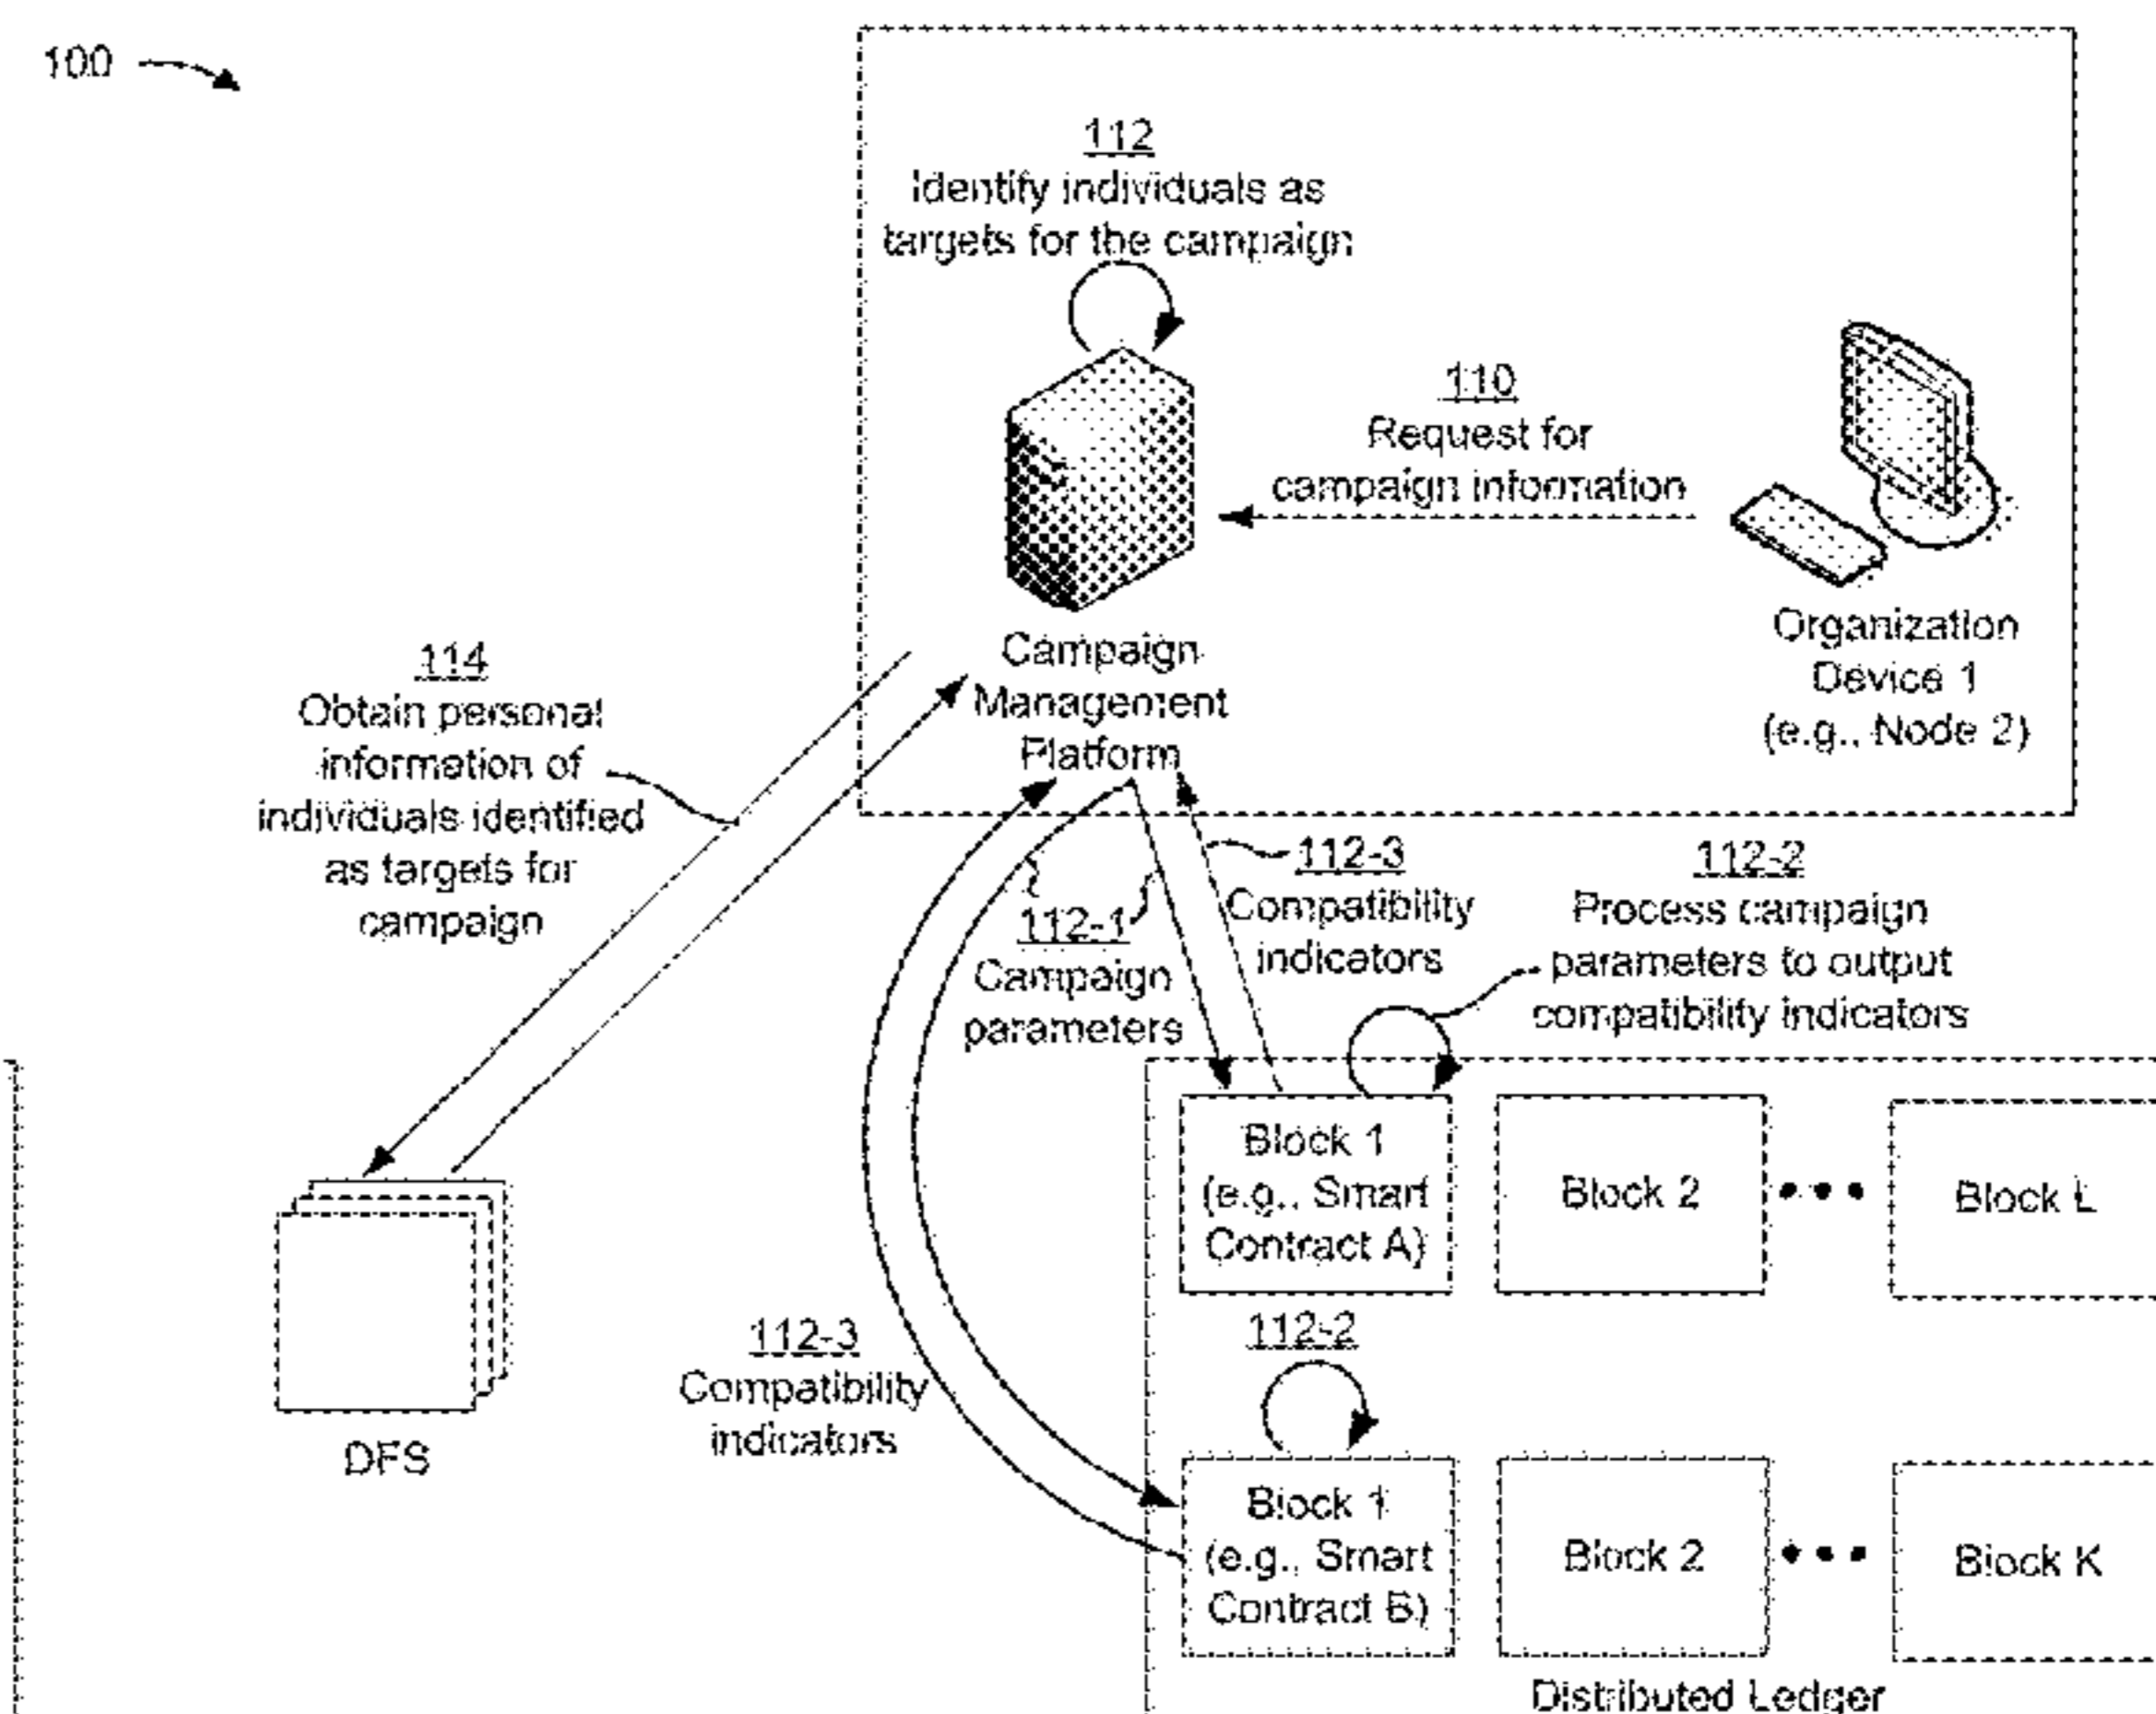 100
112
Identify individuals as
targets for the campaign
110
Request for
campaign information
Organization
Device 1
(e.g., Node 2)
Campaign
Management
Platform
114
Obtain personal
information of
individuals identified
as targets for
campaign
112-3
Compatibility
indicators
112-2
Process campaign
parameters to output
compatibility indicators
112-1
Campaign
parameters
Block 1
(e.g., Smart
Contract A)
Block 2
Block L
112-3
Compatibility
indicators
112-2
DFS
Block 1
(e.g., Smart
Contract B)
Block 2
Block K
Distributed Ledger